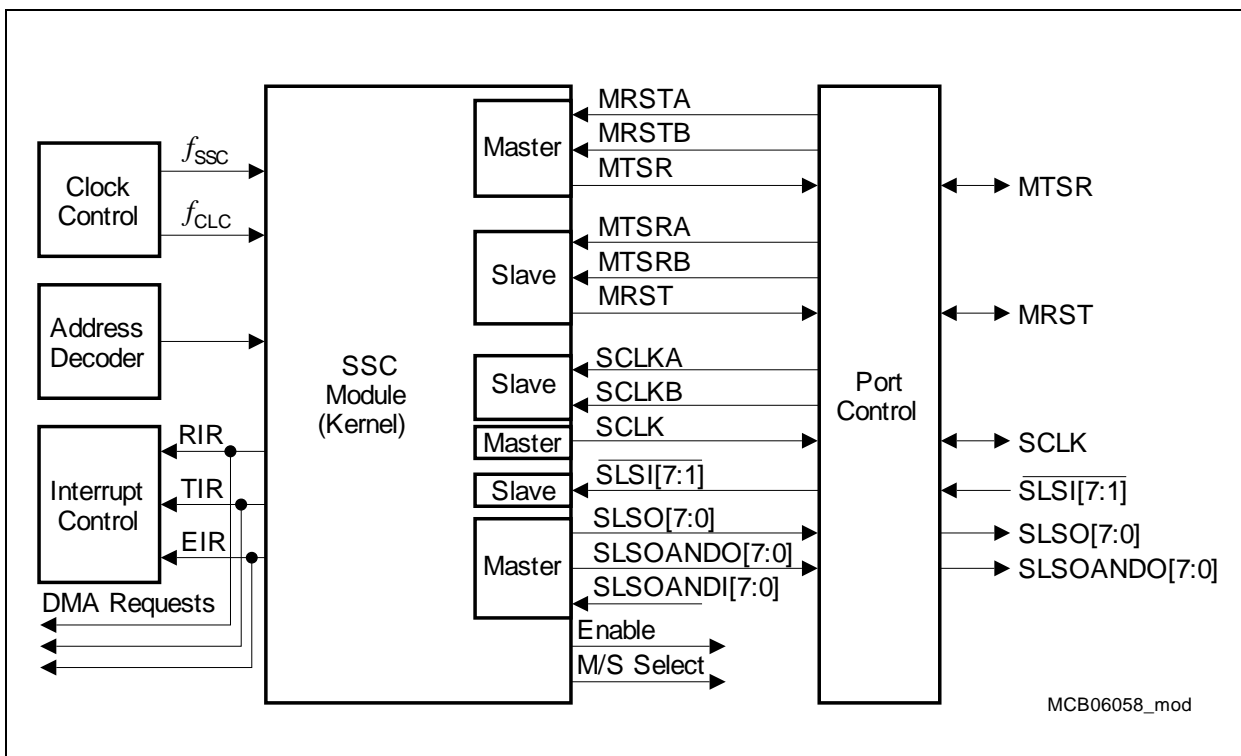 Clock
Control
fSSC
fCLC
Address
Decoder
Interrupt
Control
RIR
TIR
EIR
DMA Requests
SSC
Module
(Kernel)
Master
Slave
Slave
Master
Slave
Master
MRSTA
MRSTB
MTSR
MTSRA
MTSRB
MRST
SCLKA
SCLKB
SCLK
SLSI[7:1]
SLSO[7:0]
SLSOANDO[7:0]
SLSOANDI[7:0]
Enable
M/S Select
Port
Control
MTSR
MRST
SCLK
SLSI[7:1]
SLSO[7:0]
SLSOANDO[7:0]
MCB06058_mod